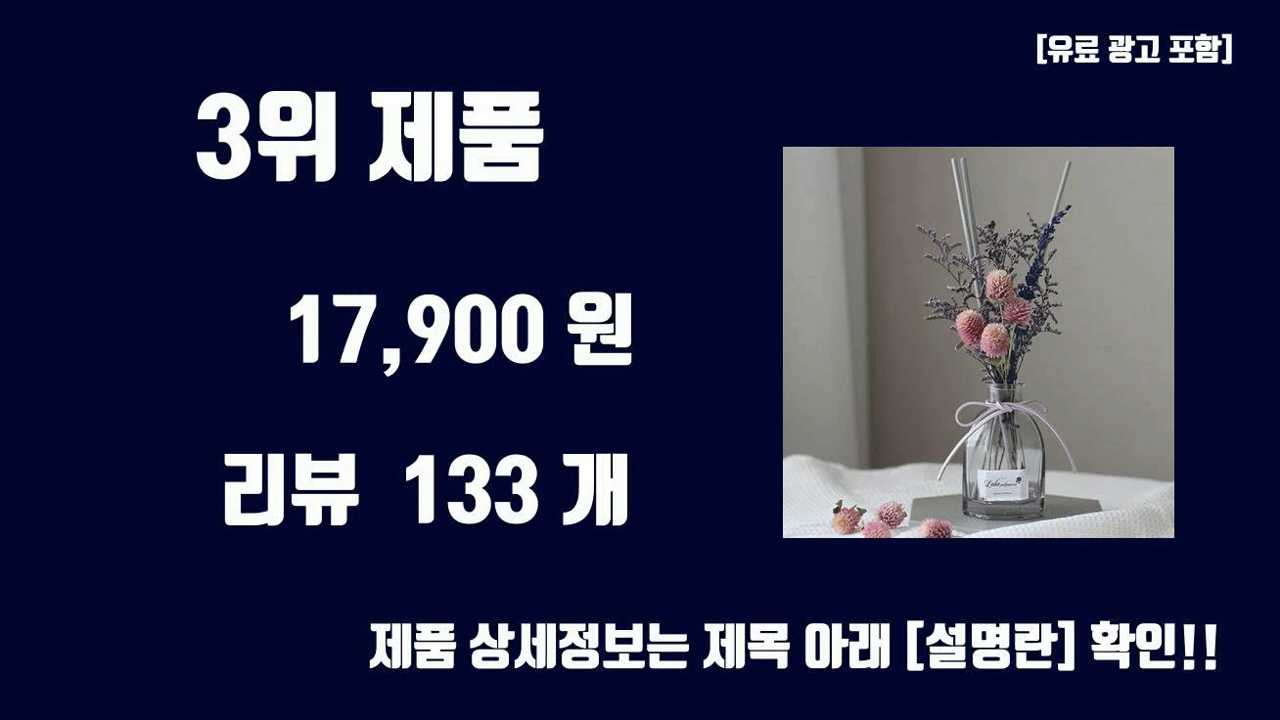 [유료 광고 포함]
3위 제품
17,900 원
리뷰 133 개
제품 상세정보는 제목 아래 [설명란] 확인!!